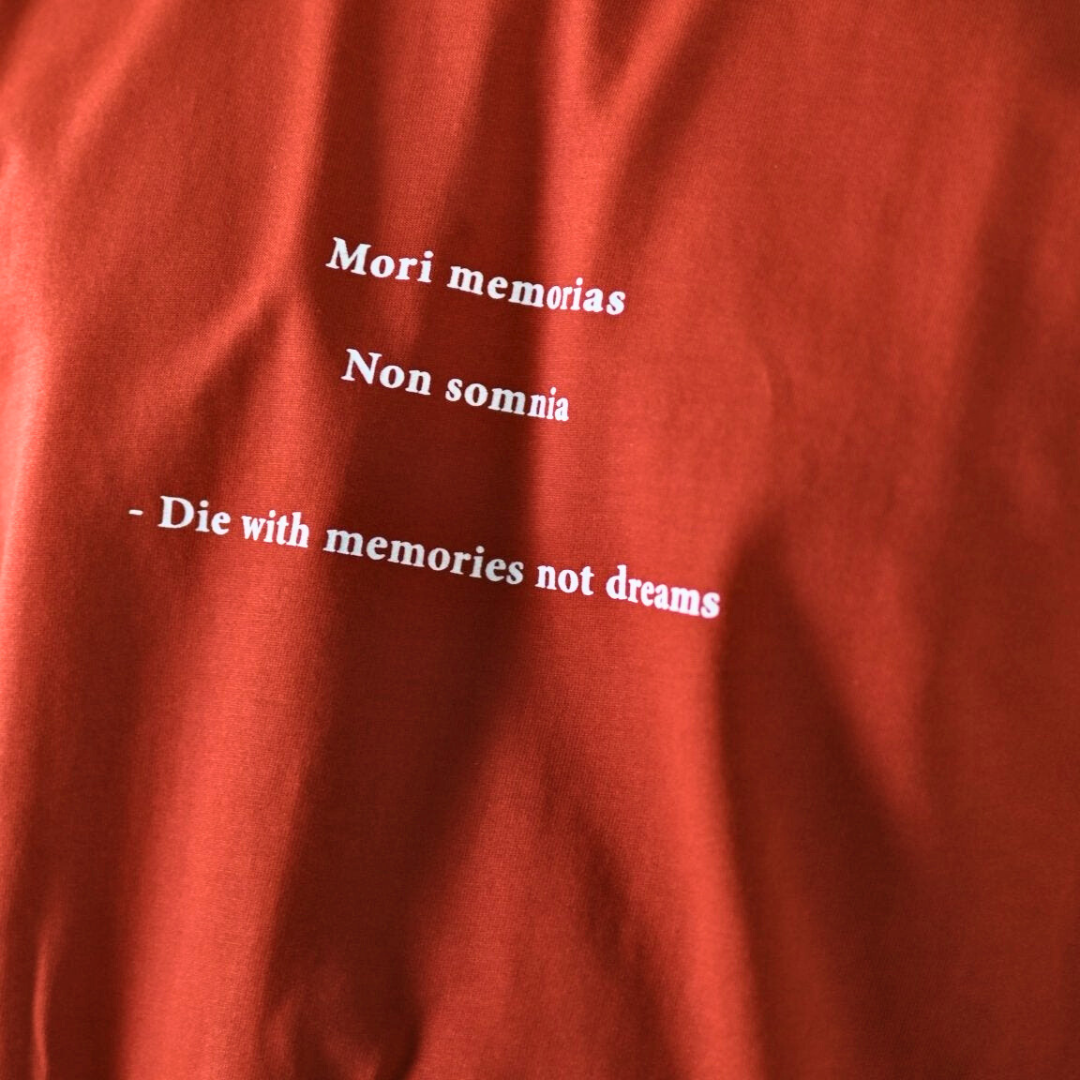 Mori memorias
Non somnia
- Die with memories not dreams